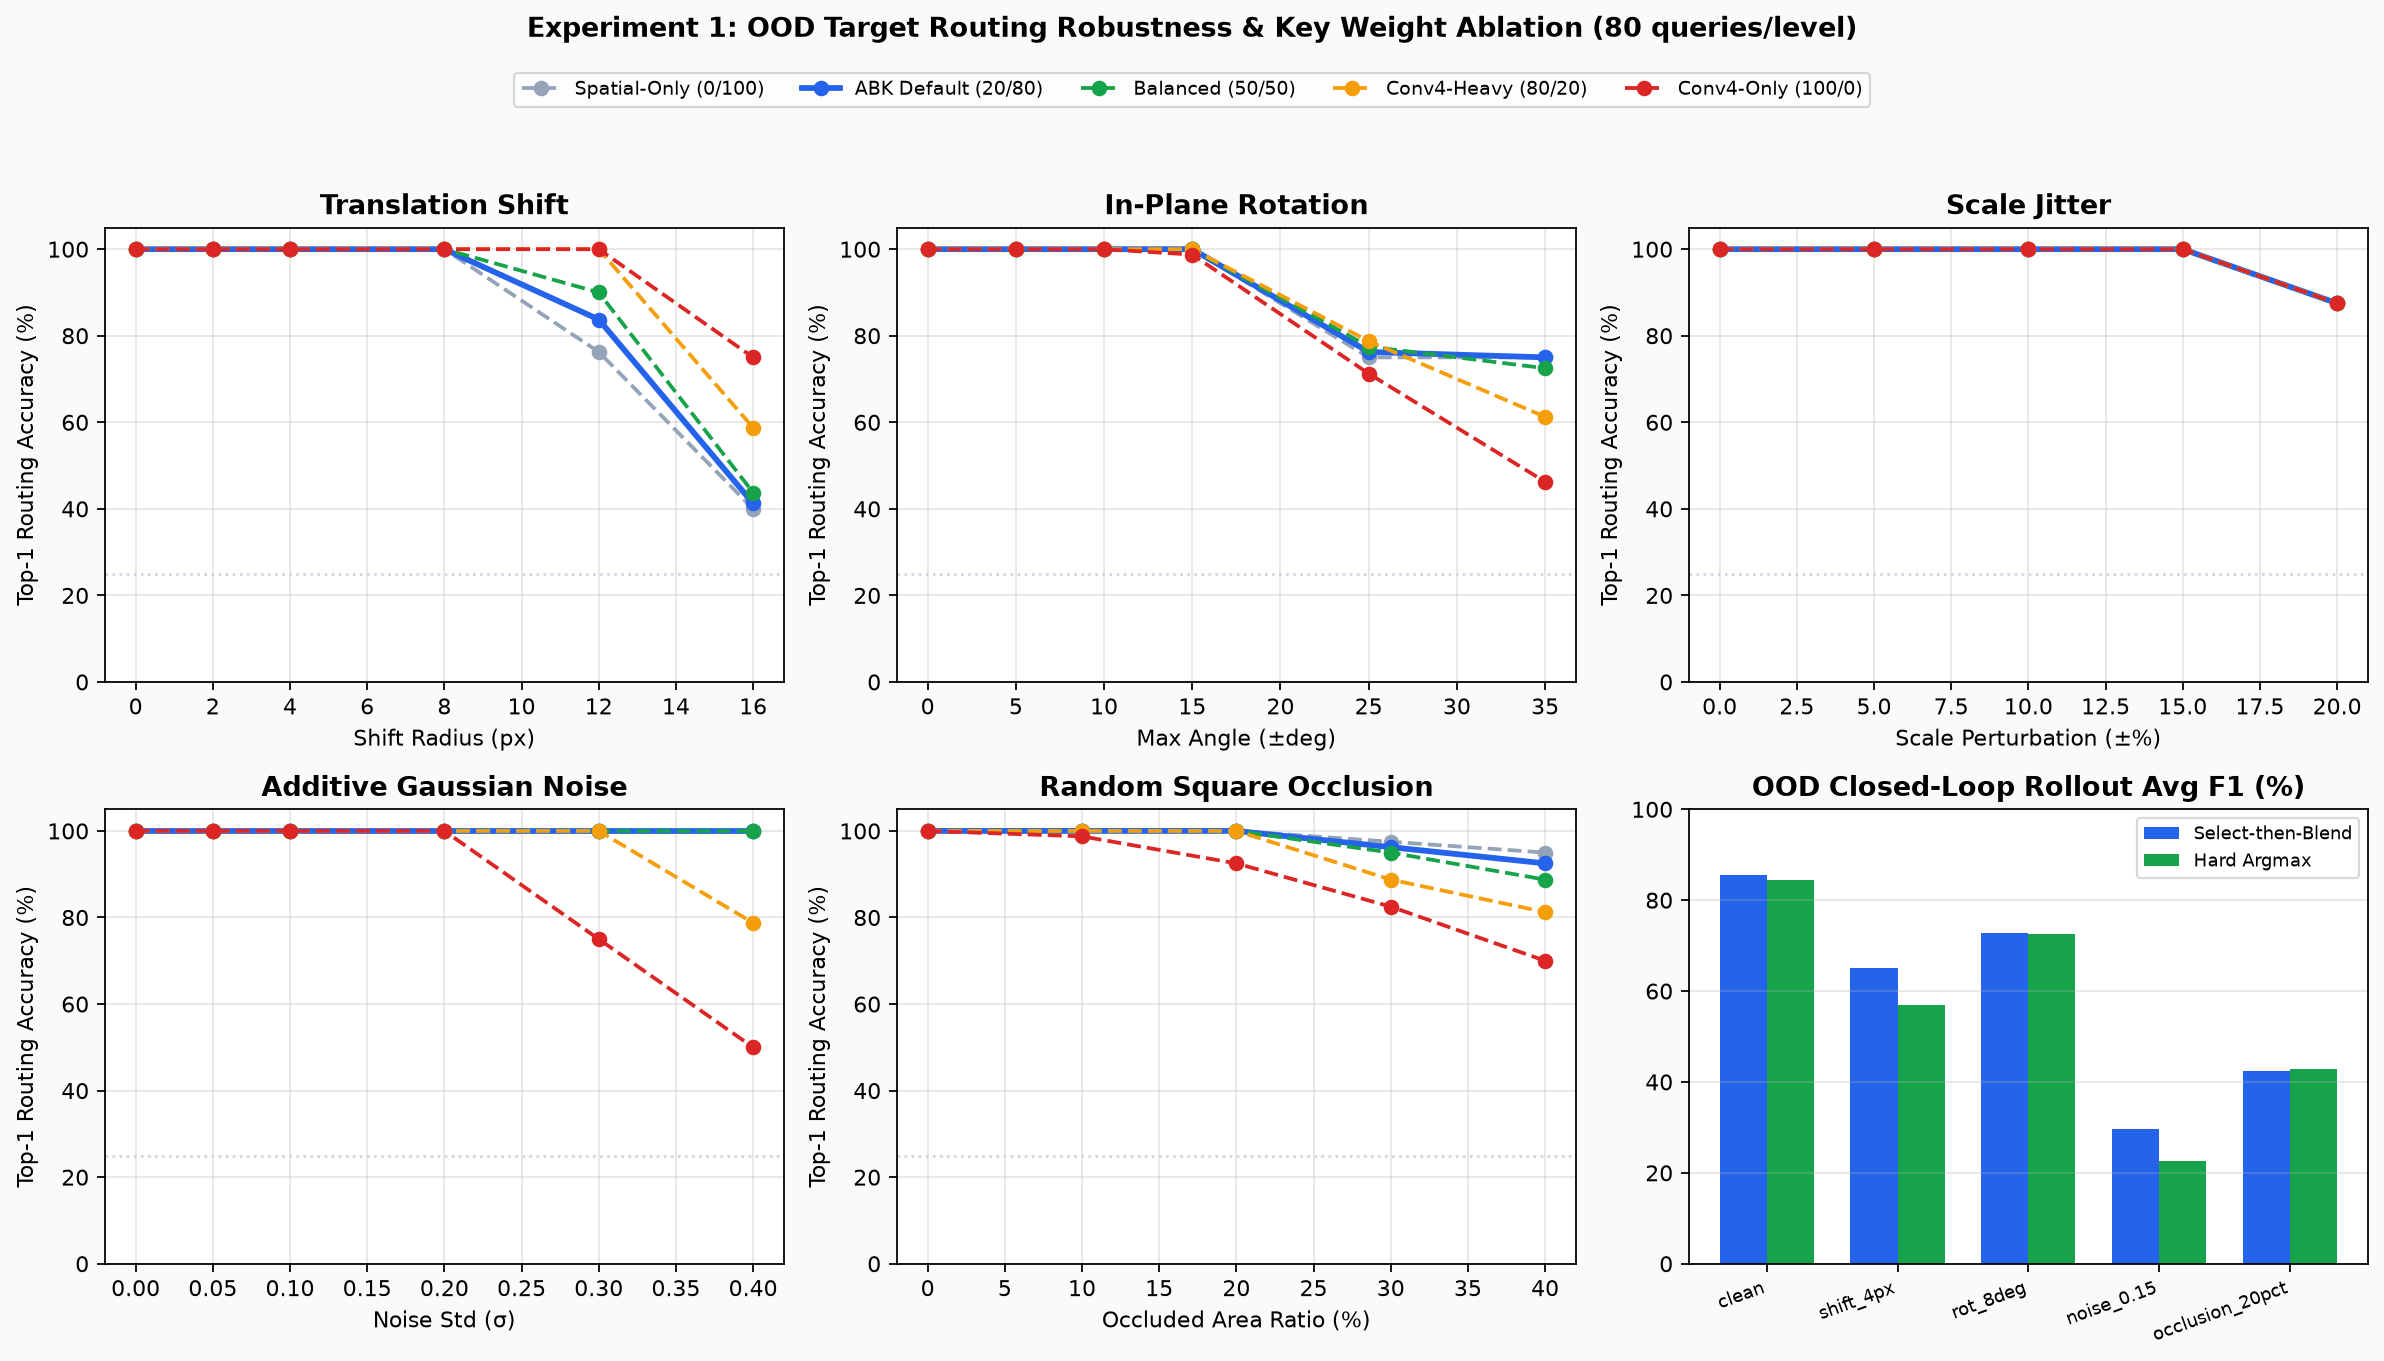 Experiment 1: OOD Target Routing Robustness & Key Weight Ablation (80 queries/level)
Spatial-Only (0/100) ABK Default (20/80) Balanced (50/50) Conv4-Heavy (80/20) Conv4-Only (100/0)
Translation Shift
Top-1 Routing Accuracy (%)
100
80
60
40
20
0
0 2 4 6 8 10 12 14 16
Shift Radius (px)
In-Plane Rotation
Top-1 Routing Accuracy (%)
100
80
60
40
20
0
0 5 10 15 20 25 30 35
Max Angle (±deg)
Scale Jitter
Top-1 Routing Accuracy (%)
100
80
60
40
20
0
0.0 2.5 5.0 7.5 10.0 12.5 15.0 17.5 20.0
Scale Perturbation (±%)
Additive Gaussian Noise
Top-1 Routing Accuracy (%)
100
80
60
40
20
0
0.00 0.05 0.10 0.15 0.20 0.25 0.30 0.35 0.40
Noise Std (σ)
Random Square Occlusion
Top-1 Routing Accuracy (%)
100
80
60
40
20
0
0 5 10 15 20 25 30 35 40
Occluded Area Ratio (%)
OOD Closed-Loop Rollout Avg F1 (%)
Select-then-Blend
Hard Argmax
100
80
60
40
20
0
clean shift_4px rot_8deg noise_0.15 occlusion_20pct